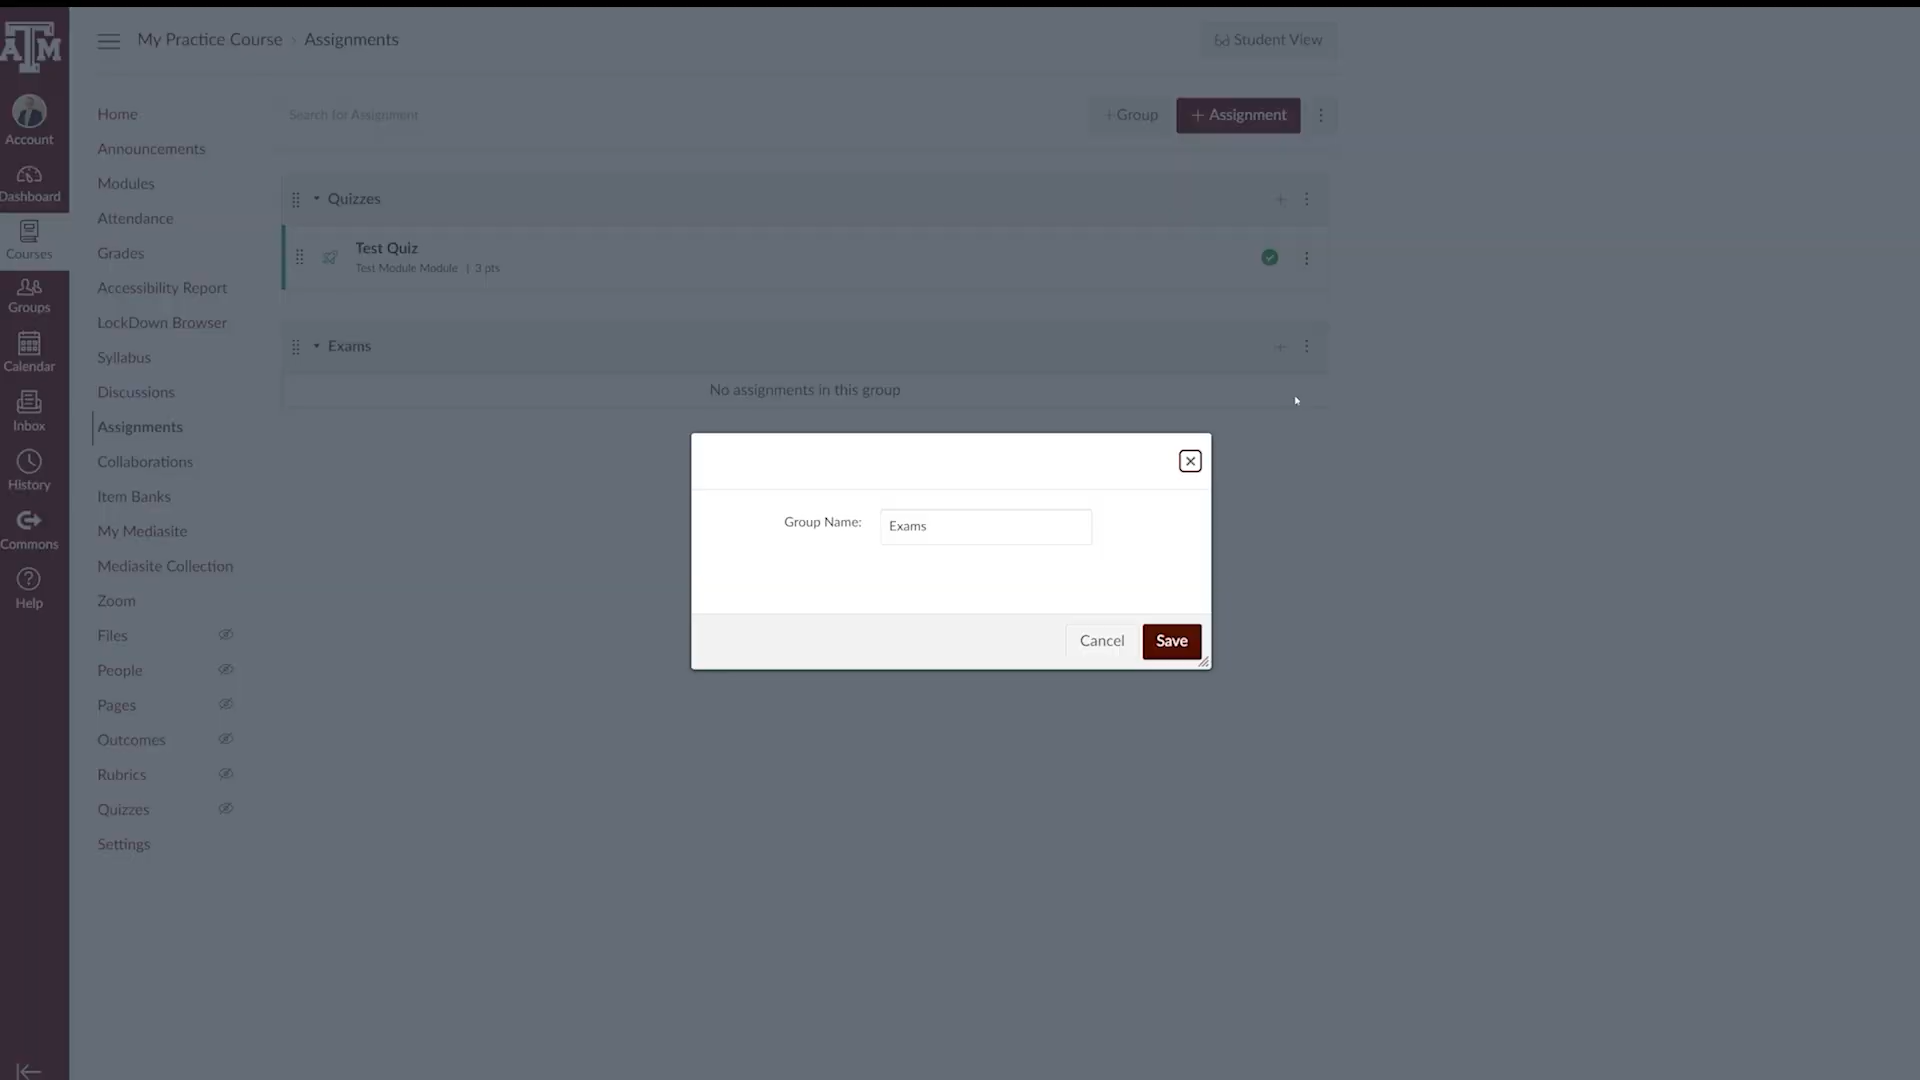 ATM
My Practice Course › Assignments
Student View
Account
Dashboard
Courses
Groups
Calendar
Inbox
History
Commons
Help
Home
Announcements
Modules
Attendance
Grades
Accessibility Report
LockDown Browser
Syllabus
Discussions
Assignments
Collaborations
Item Banks
My Mediasite
Mediasite Collection
Zoom
Files
People
Pages
Outcomes
Rubrics
Quizzes
Settings
Search for Assignment
+ Group
+ Assignment
Quizzes
Test Quiz
Test Module Module | 3 pts
Exams
No assignments in this group
Group Name: Exams
Cancel Save